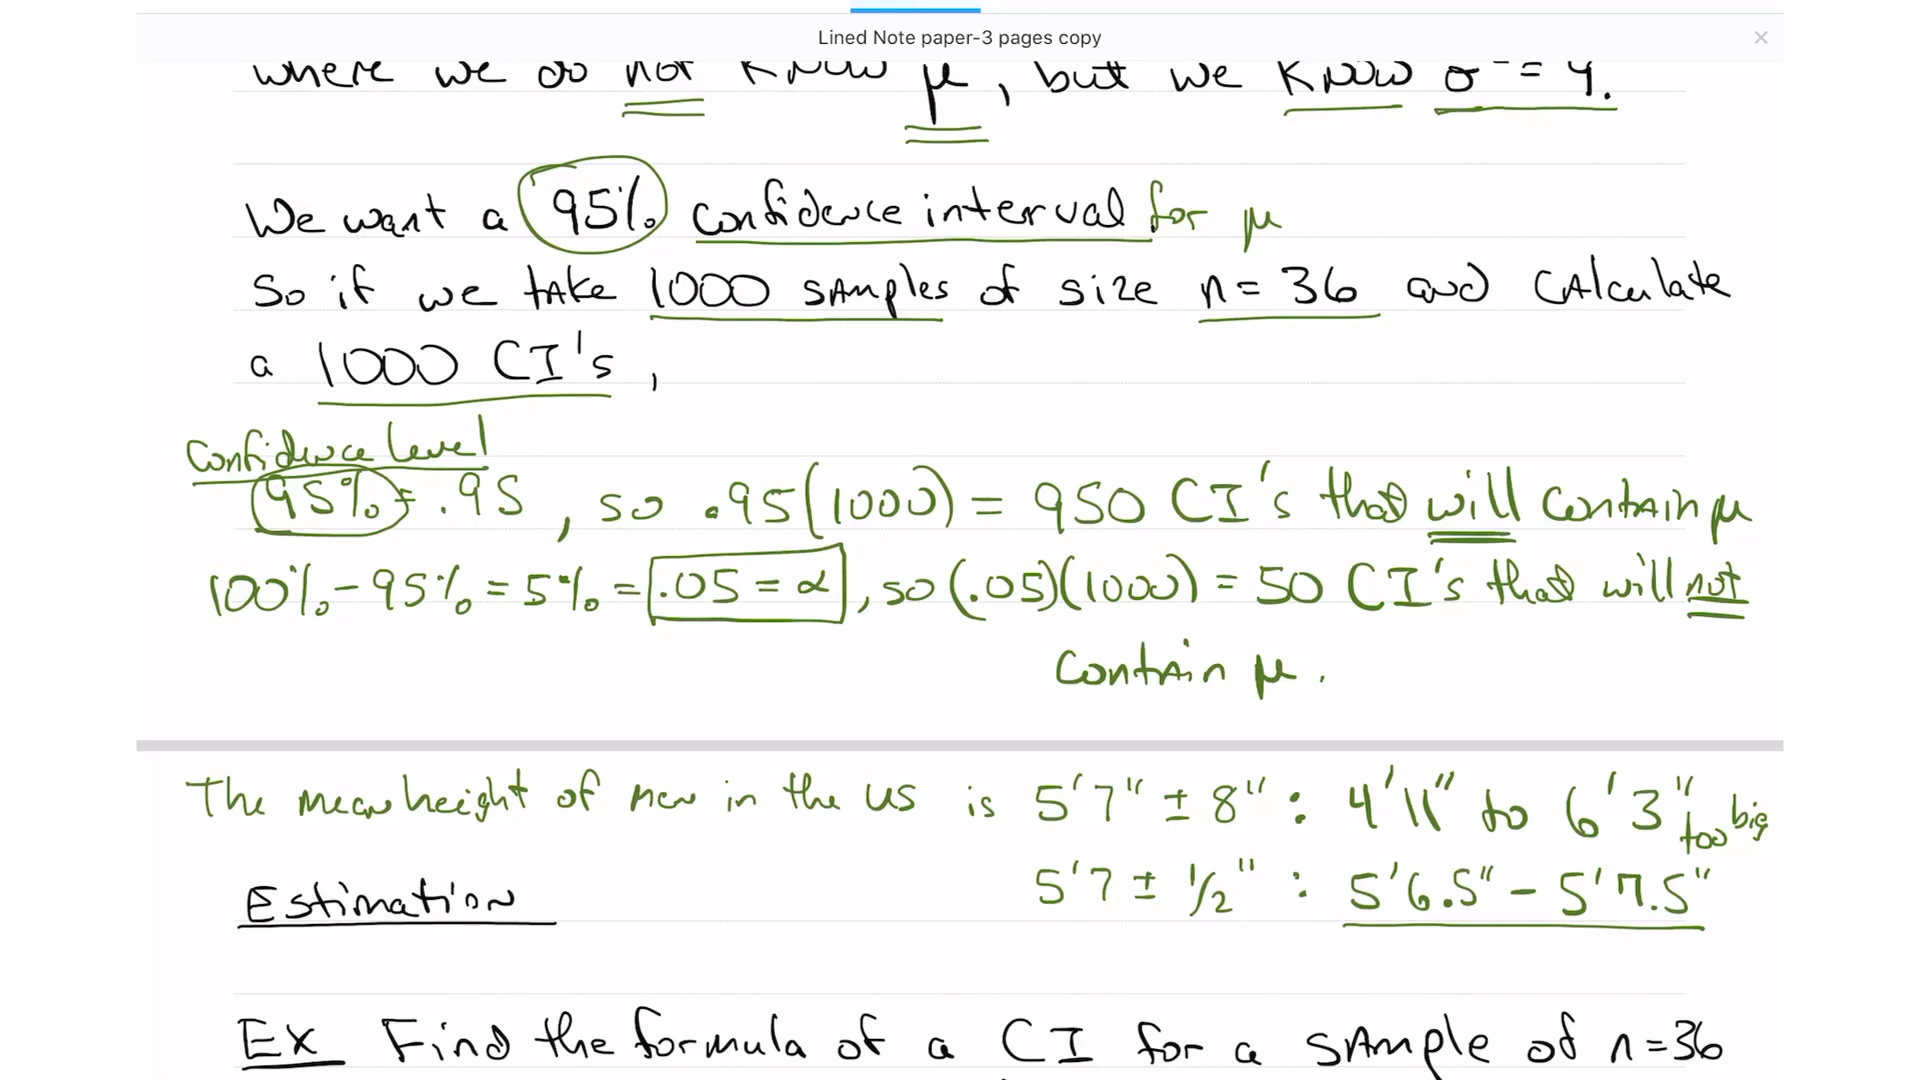 Lined Note paper-3 pages copy
where we do not know μ, but we know σ = 4.
We want a 95% confidence interval for μ
So if we take 1000 samples of size n = 36 and calculate
a 1000 CI's,
Confidence level
95% = .95, so .95(1000) = 950 CI's that will contain μ
100% - 95% = 5% = .05 = α, so (.05)(1000) = 50 CI's that will not
contain μ.
The mean height of men in the US is 5'7" ± 8" : 4'11" to 6'3" too big
5'7 ± 1/2" : 5'6.5" - 5'7.5"
Estimation
Ex Find the formula of a CI for a sample of n=36